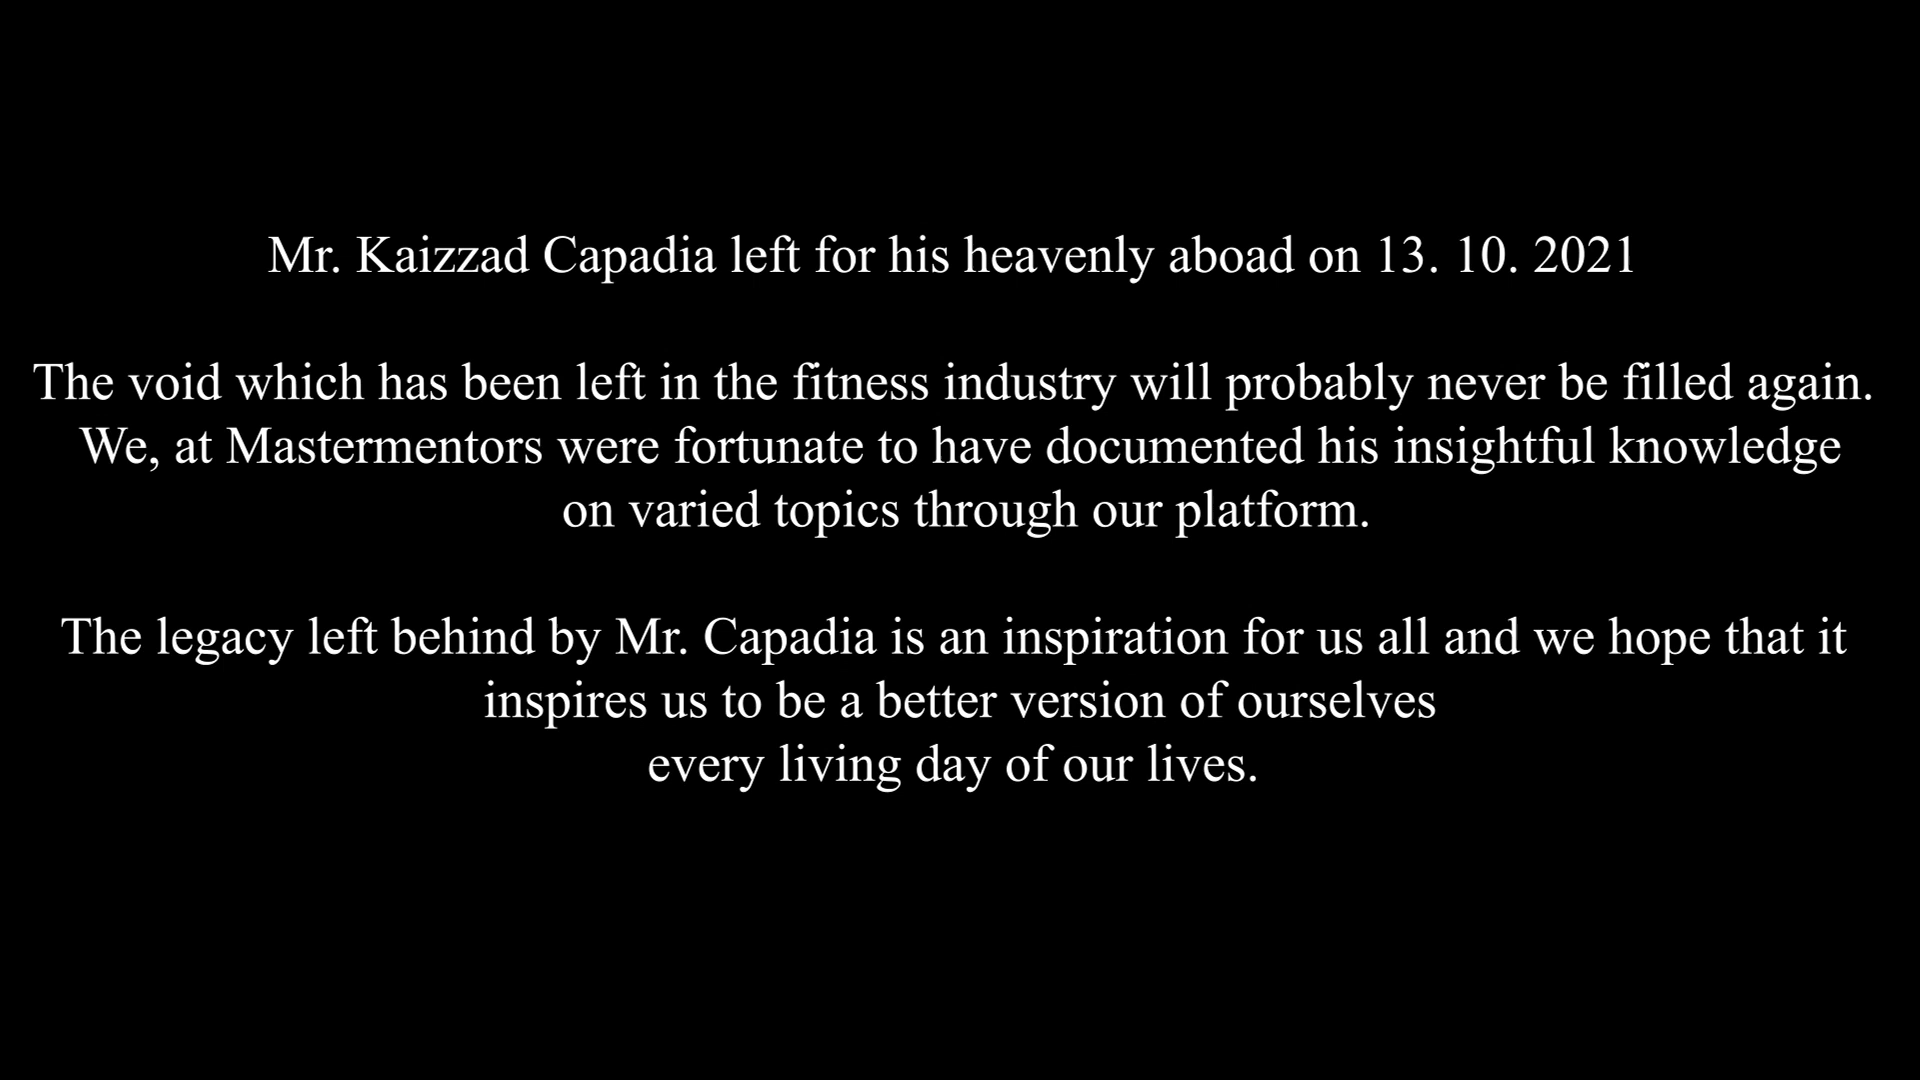 Mr. Kaizzad Capadia left for his heavenly aboad on 13. 10. 2021
The void which has been left in the fitness industry will probably never be filled again.
We, at Mastermentors were fortunate to have documented his insightful knowledge
on varied topics through our platform.
The legacy left behind by Mr. Capadia is an inspiration for us all and we hope that it
inspires us to be a better version of ourselves
every living day of our lives.